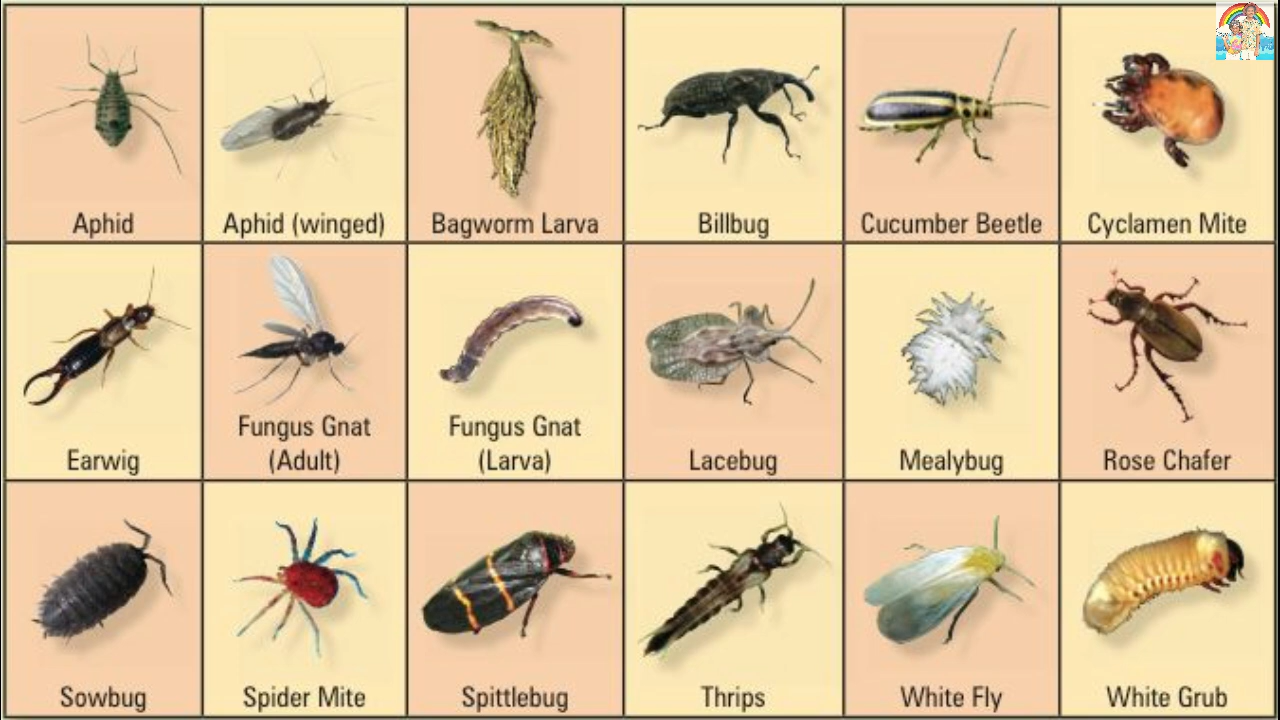 Aphid
Aphid (winged)
Bagworm Larva
Billbug
Cucumber Beetle
Cyclamen Mite
Earwig
Fungus Gnat
(Adult)
Fungus Gnat
(Larva)
Lacebug
Mealybug
Rose Chafer
Sowbug
Spider Mite
Spittlebug
Thrips
White Fly
White Grub